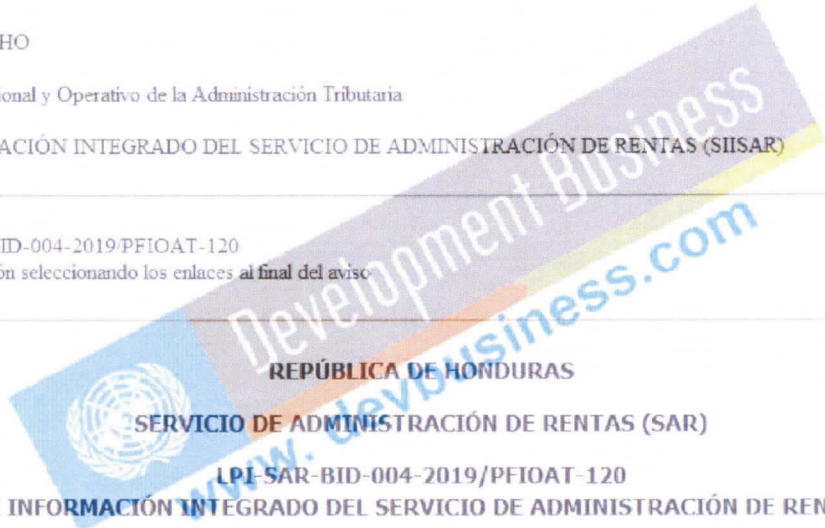 HO
ional y Operativo de la Administración Tributaria
ACIÓN INTEGRADO DEL SERVICIO DE ADMINISTRACIÓN DE RENTAS (SIISAR)
ID-004-2019/PFIOAT-120
ón seleccionando los enlaces al final del aviso
Development Business
www.devbusiness.com
REPÚBLICA DE HONDURAS
SERVICIO DE ADMINISTRACIÓN DE RENTAS (SAR)
LPI-SAR-BID-004-2019/PFIOAT-120
INFORMACIÓN INTEGRADO DEL SERVICIO DE ADMINISTRACIÓN DE REN